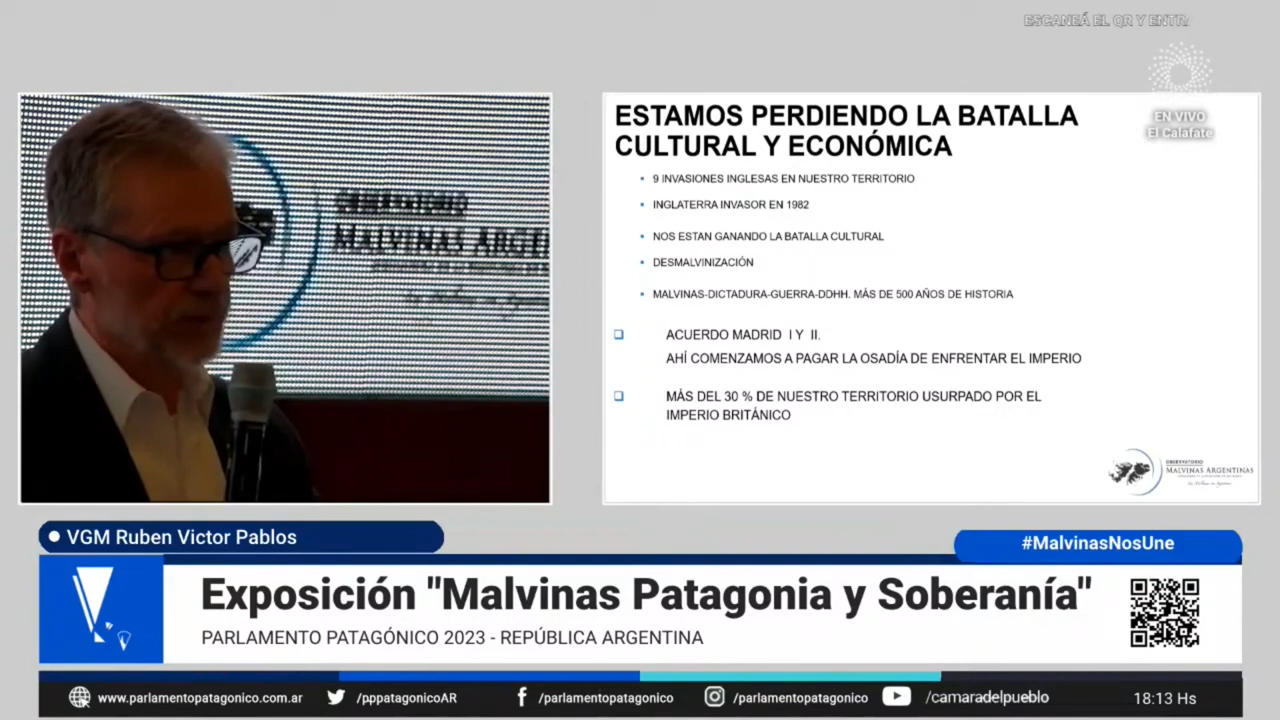 ESCANEÁ EL QR Y ENTRA
EN VIVO
El Calafate
MALVINAS ARGEN
ESTAMOS PERDIENDO LA BATALLA
CULTURAL Y ECONÓMICA
9 INVASIONES INGLESAS EN NUESTRO TERRITORIO
INGLATERRA INVASOR EN 1982
NOS ESTAN GANANDO LA BATALLA CULTURAL
DESMALVINIZACIÓN
MALVINAS-DICTADURA-GUERRA-DDHH. MÁS DE 500 AÑOS DE HISTORIA
ACUERDO MADRID I Y II.
AHÍ COMENZAMOS A PAGAR LA OSADÍA DE ENFRENTAR EL IMPERIO
MÁS DEL 30 % DE NUESTRO TERRITORIO USURPADO POR EL
IMPERIO BRITÁNICO
OBSERVATORIO
MALVINAS ARGENTINAS
VGM Ruben Victor Pablos
#MalvinasNosUne
Exposición "Malvinas Patagonia y Soberanía"
PARLAMENTO PATAGÓNICO 2023 - REPÚBLICA ARGENTINA
www.parlamentopatagonico.com.ar
/pppatagonicoAR
/parlamentopatagonico
/parlamentopatagonico
/camaradelpueblo
18:13 Hs